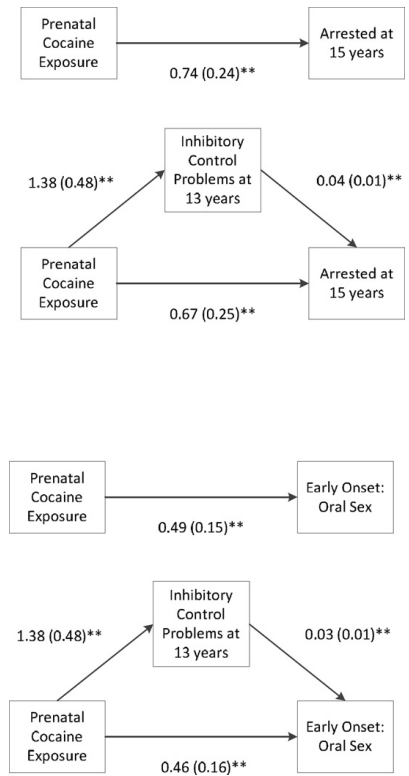 Prenatal
Cocaine
Exposure
Arrested at
15 years
0.74 (0.24)**
Inhibitory
Control
Problems at
13 years
1.38 (0.48)**
0.04 (0.01)**
Prenatal
Cocaine
Exposure
Arrested at
15 years
0.67 (0.25)**
Prenatal
Cocaine
Exposure
Early Onset:
Oral Sex
0.49 (0.15)**
Inhibitory
Control
Problems at
13 years
1.38 (0.48)**
0.03 (0.01)**
Prenatal
Cocaine
Exposure
Early Onset:
Oral Sex
0.46 (0.16)**